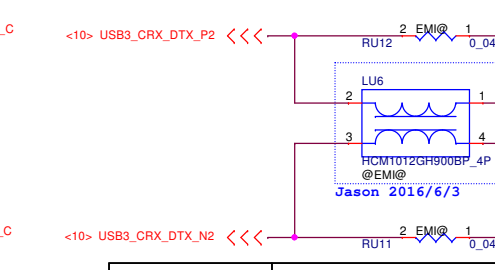 _C
<10> USB3_CRX_DTX_P2
2 EMI@ 1
RU12
0_04
LU6
2
1
3
4
HCM1012GH900BP_4P
@EMI@
Jason 2016/6/3
_C
<10> USB3_CRX_DTX_N2
2 EMI@ 1
RU11
0_04